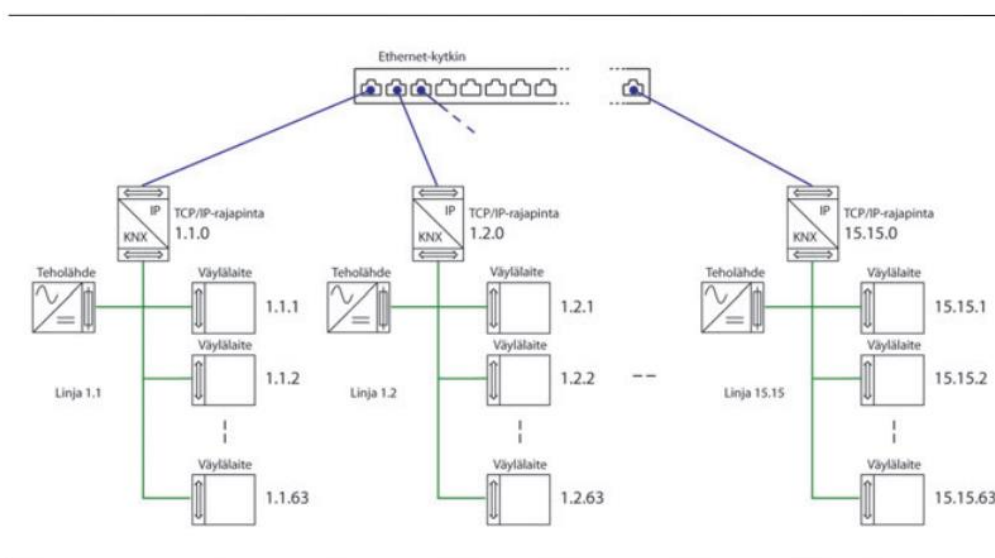 Ethernet-kytkin
IP
KNX
TCP/IP-rajapinta
1.1.0
IP
KNX
TCP/IP-rajapinta
1.2.0
IP
KNX
TCP/IP-rajapinta
15.15.0
Teholähde
Väylälaite
1.1.1
Teholähde
Väylälaite
1.2.1
Teholähde
Väylälaite
15.15.1
Väylälaite
1.1.2
Väylälaite
1.2.2
Väylälaite
15.15.2
Linja 1.1
Linja 1.2
Linja 15.15
Väylälaite
1.1.63
Väylälaite
1.2.63
Väylälaite
15.15.63